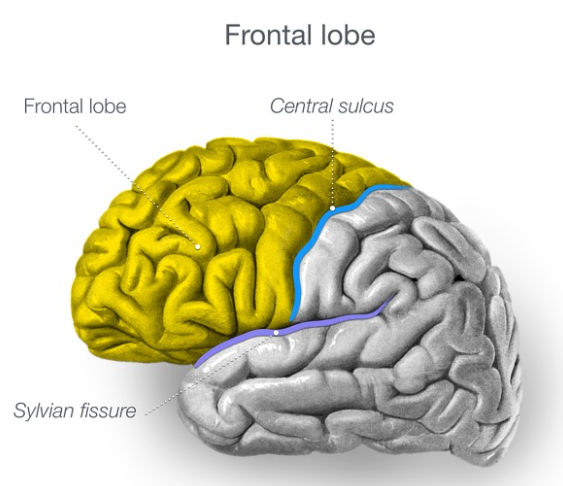 Frontal lobe
Frontal lobe
Central sulcus
Sylvian fissure